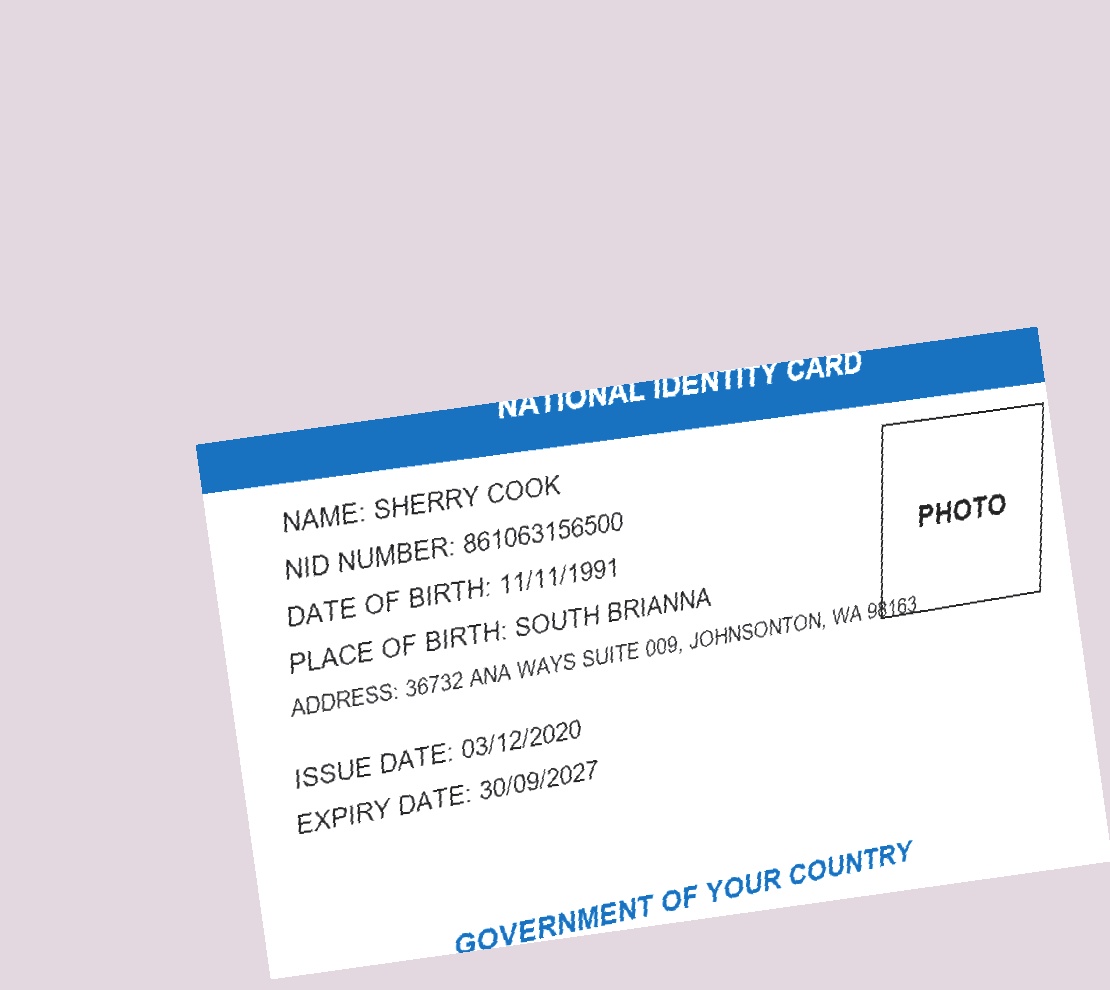 NATIONAL IDENTITY CARD
NAME: SHERRY COOK
NID NUMBER: 861063156500
DATE OF BIRTH: 11/11/1991
PLACE OF BIRTH: SOUTH BRIANNA
ADDRESS: 36732 ANA WAYS SUITE 009, JOHNSONTON, WA 98163
PHOTO
ISSUE DATE: 03/12/2020
EXPIRY DATE: 30/09/2027
GOVERNMENT OF YOUR COUNTRY